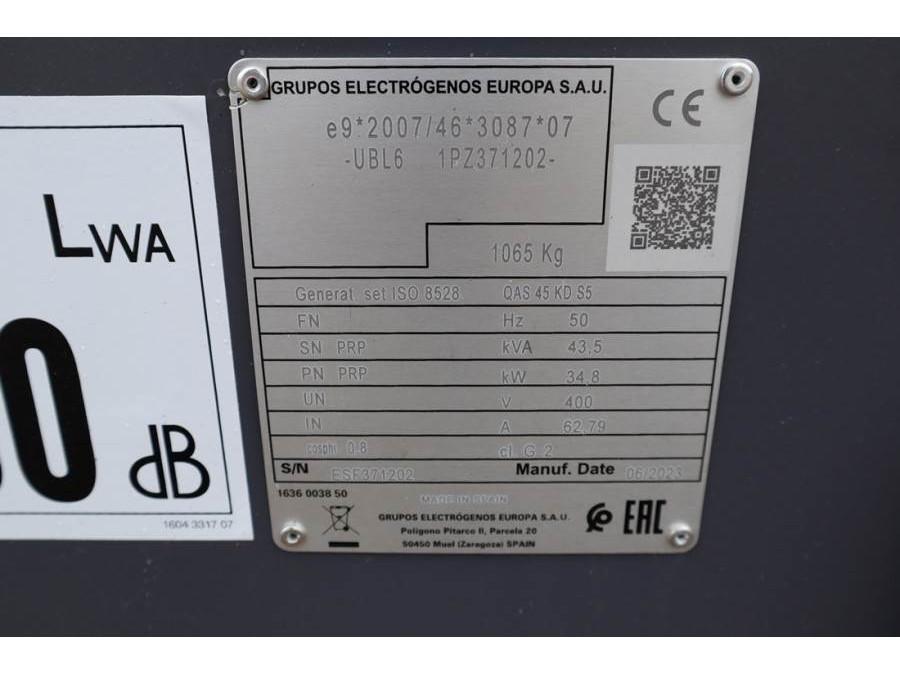 LWA
0
dB
1604 3317 07
GRUPOS ELECTRÓGENOS EUROPA S.A.U.
CE
e9*2007/46*3087*07
-UBL6 1PZ371202-
1065 Kg
Generat. set ISO 8528 QAS 45 KD S5
FN Hz 50
SN PRP kVA 43,5
PN PRP kW 34,8
UN V 400
IN A 62,79
cosphi 0.8 cl G 2
S/N ESF371202 Manuf. Date 06/2023
1636 0038 50
MADE IN SPAIN
GRUPOS ELECTRÓGENOS EUROPA S.A.U.
Polígono Pitarco II, Parcela 20
50450 Muel (Zaragoza) SPAIN
EAC